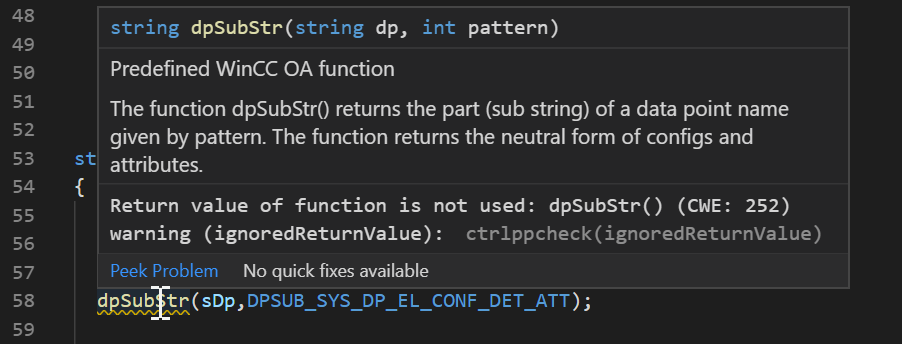 48
string dpSubStr(string dp, int pattern)
49
50
Predefined WinCC OA function
51
The function dpSubStr() returns the part (sub string) of a data point name
52
given by pattern. The function returns the neutral form of configs and
53 st
attributes.
54 {
55
Return value of function is not used: dpSubStr() (CWE: 252)
56
warning (ignoredReturnValue): ctrlppcheck(ignoredReturnValue)
57
Peek Problem No quick fixes available
58 dpSubStr(sDp,DPSUB_SYS_DP_EL_CONF_DET_ATT);
59